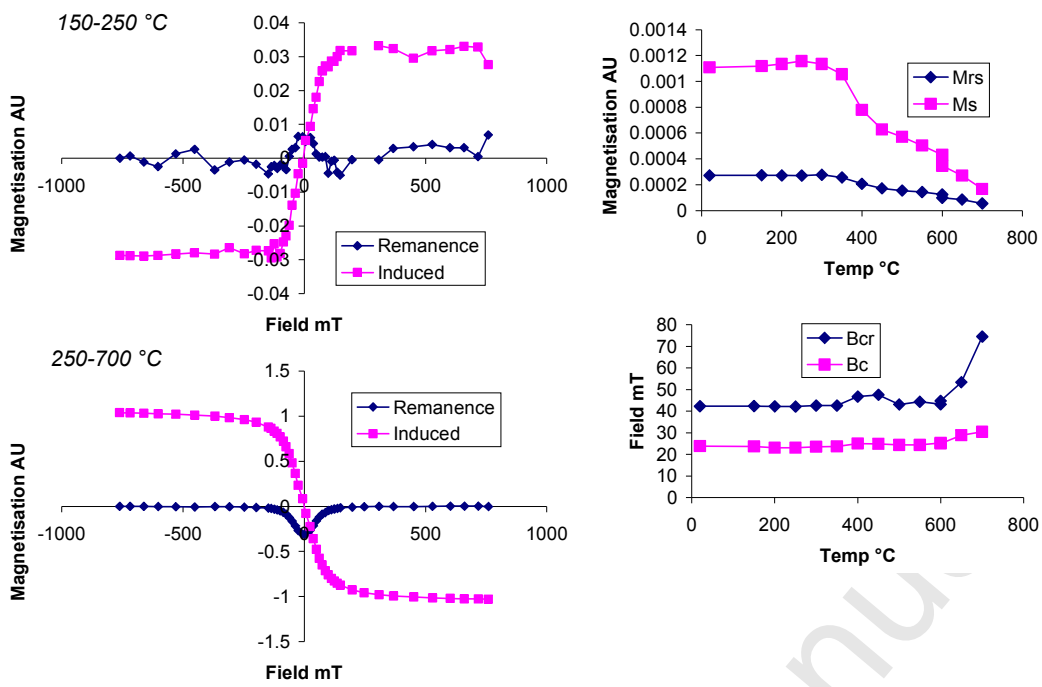 150-250 °C
0.04
0.03
0.02
0.01
0
-0.01
-0.02
-0.03
-0.04
-1000
-500
0
500
1000
Magnetisation AU
Field mT
Remanence
Induced
0.0014
0.0012
0.001
0.0008
0.0006
0.0004
0.0002
0
0
200
400
600
800
Magnetisation AU
Temp °C
Mrs
Ms
250-700 °C
1.5
1
0.5
0
-0.5
-1
-1.5
-1000
-500
0
500
1000
Magnetisation AU
Field mT
Remanence
Induced
80
70
60
50
40
30
20
10
0
0
200
400
600
800
Field mT
Temp °C
Bcr
Bc